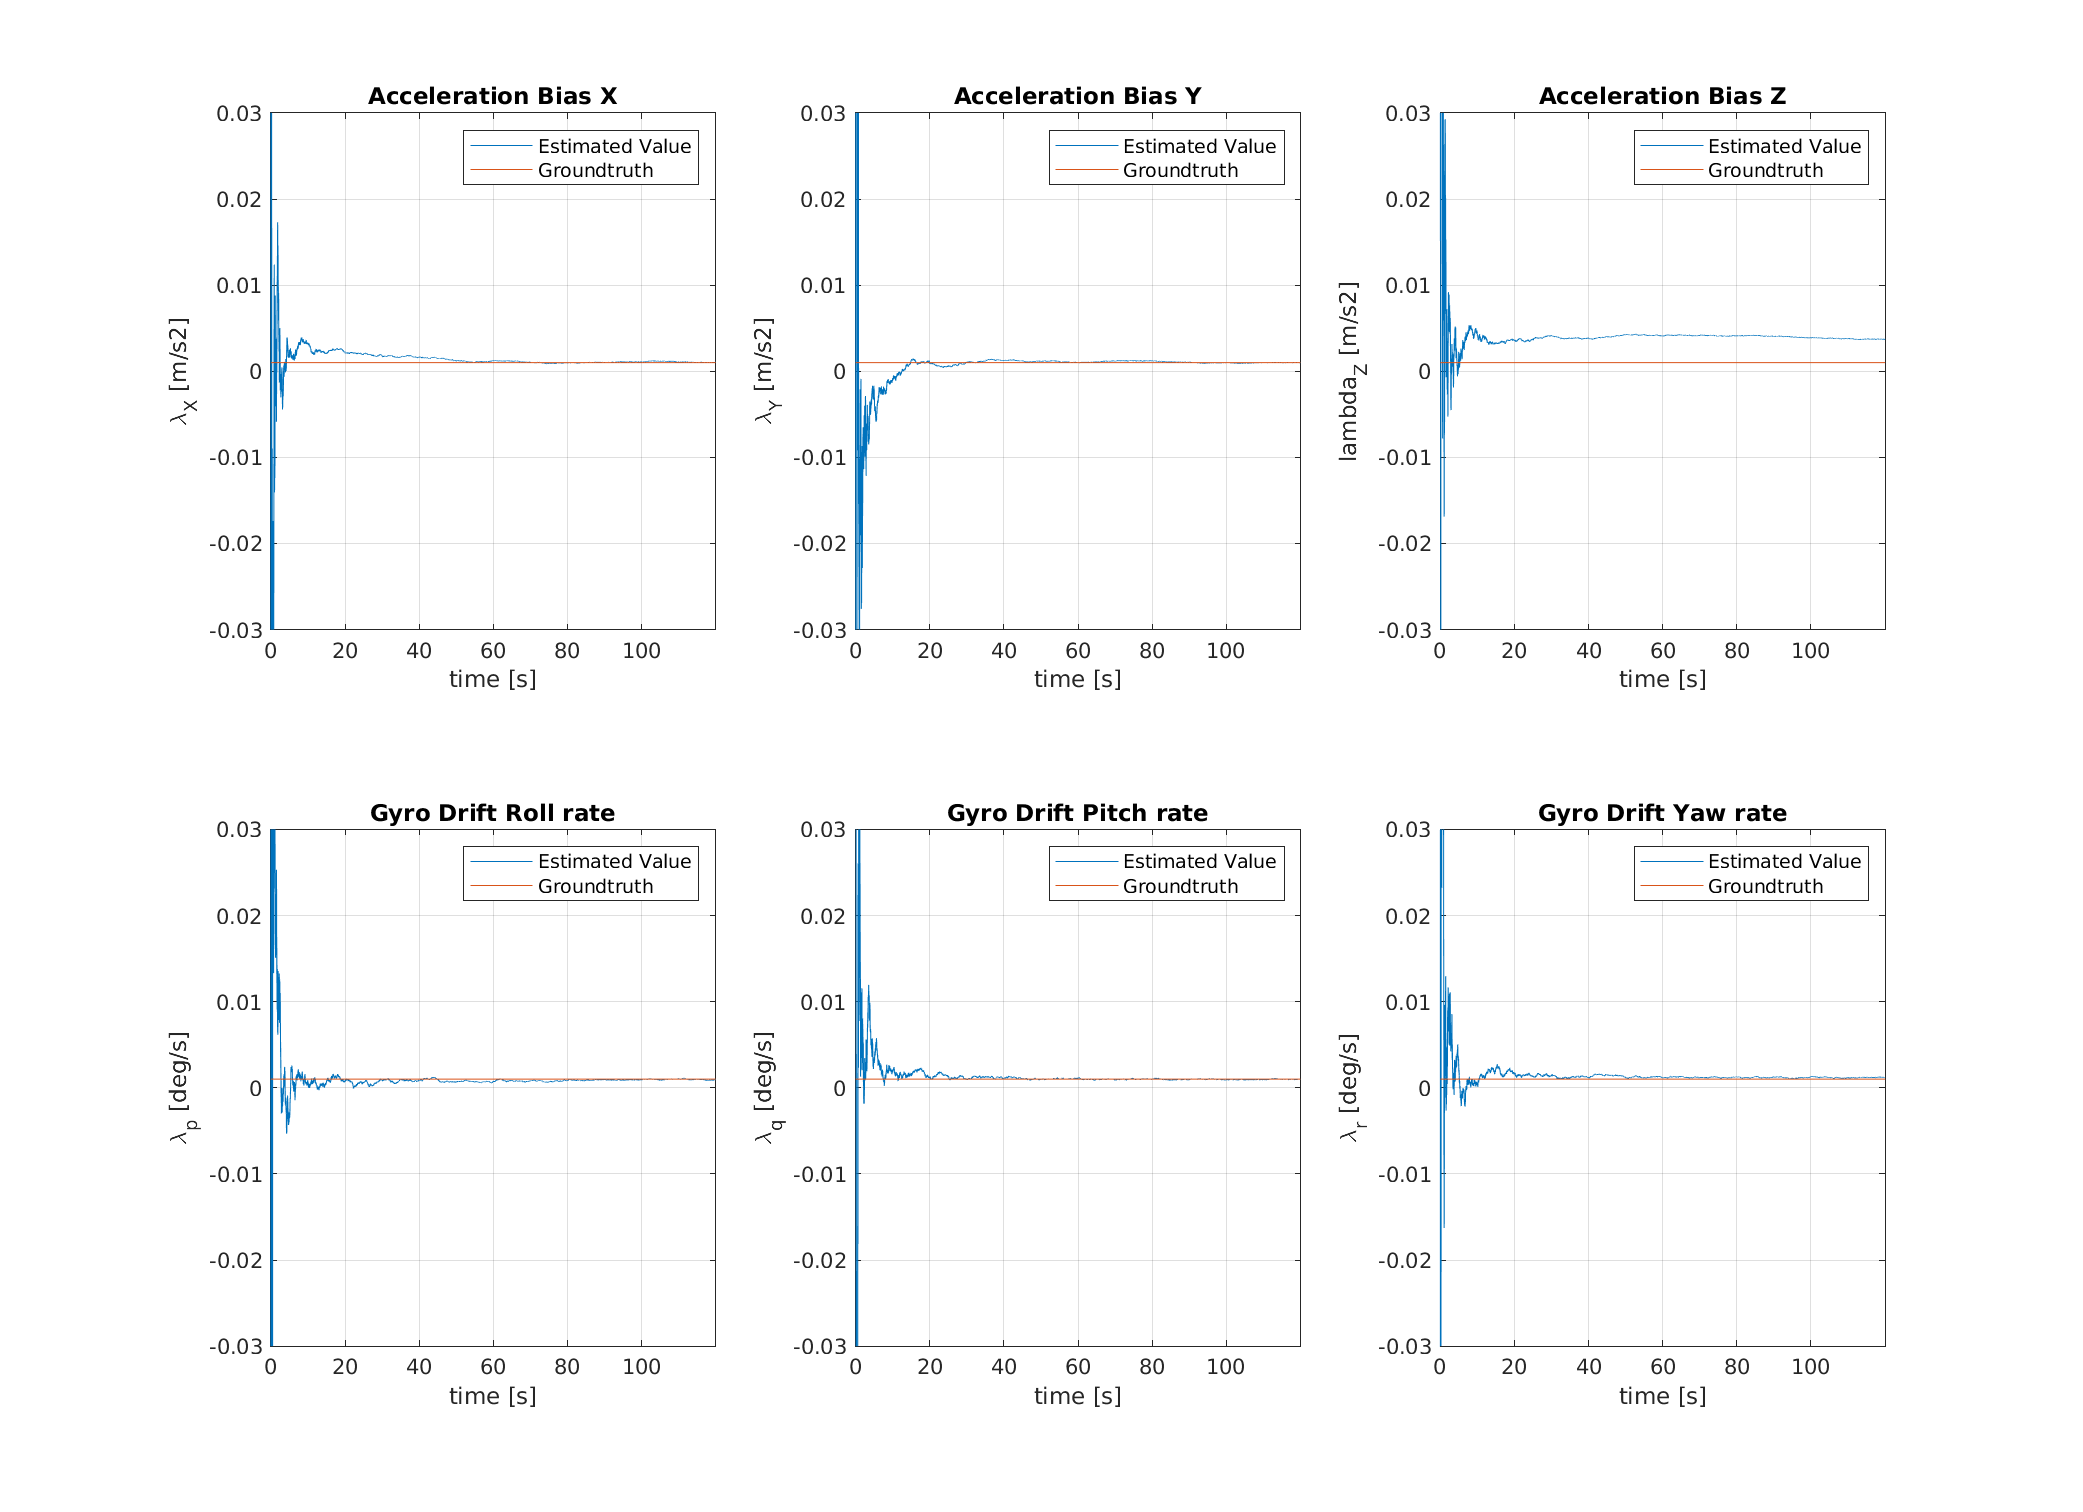 Acceleration Bias X
0.03
0.02
0.01
0
-0.01
-0.02
-0.03
λX [m/s2]
Estimated Value
Groundtruth
0 20 40 60 80 100
time [s]
Acceleration Bias Y
0.03
0.02
0.01
0
-0.01
-0.02
-0.03
λY [m/s2]
Estimated Value
Groundtruth
0 20 40 60 80 100
time [s]
Acceleration Bias Z
0.03
0.02
0.01
0
-0.01
-0.02
-0.03
lambdaZ [m/s2]
Estimated Value
Groundtruth
0 20 40 60 80 100
time [s]
Gyro Drift Roll rate
0.03
0.02
0.01
0
-0.01
-0.02
-0.03
λp [deg/s]
Estimated Value
Groundtruth
0 20 40 60 80 100
time [s]
Gyro Drift Pitch rate
0.03
0.02
0.01
0
-0.01
-0.02
-0.03
λq [deg/s]
Estimated Value
Groundtruth
0 20 40 60 80 100
time [s]
Gyro Drift Yaw rate
0.03
0.02
0.01
0
-0.01
-0.02
-0.03
λr [deg/s]
Estimated Value
Groundtruth
0 20 40 60 80 100
time [s]